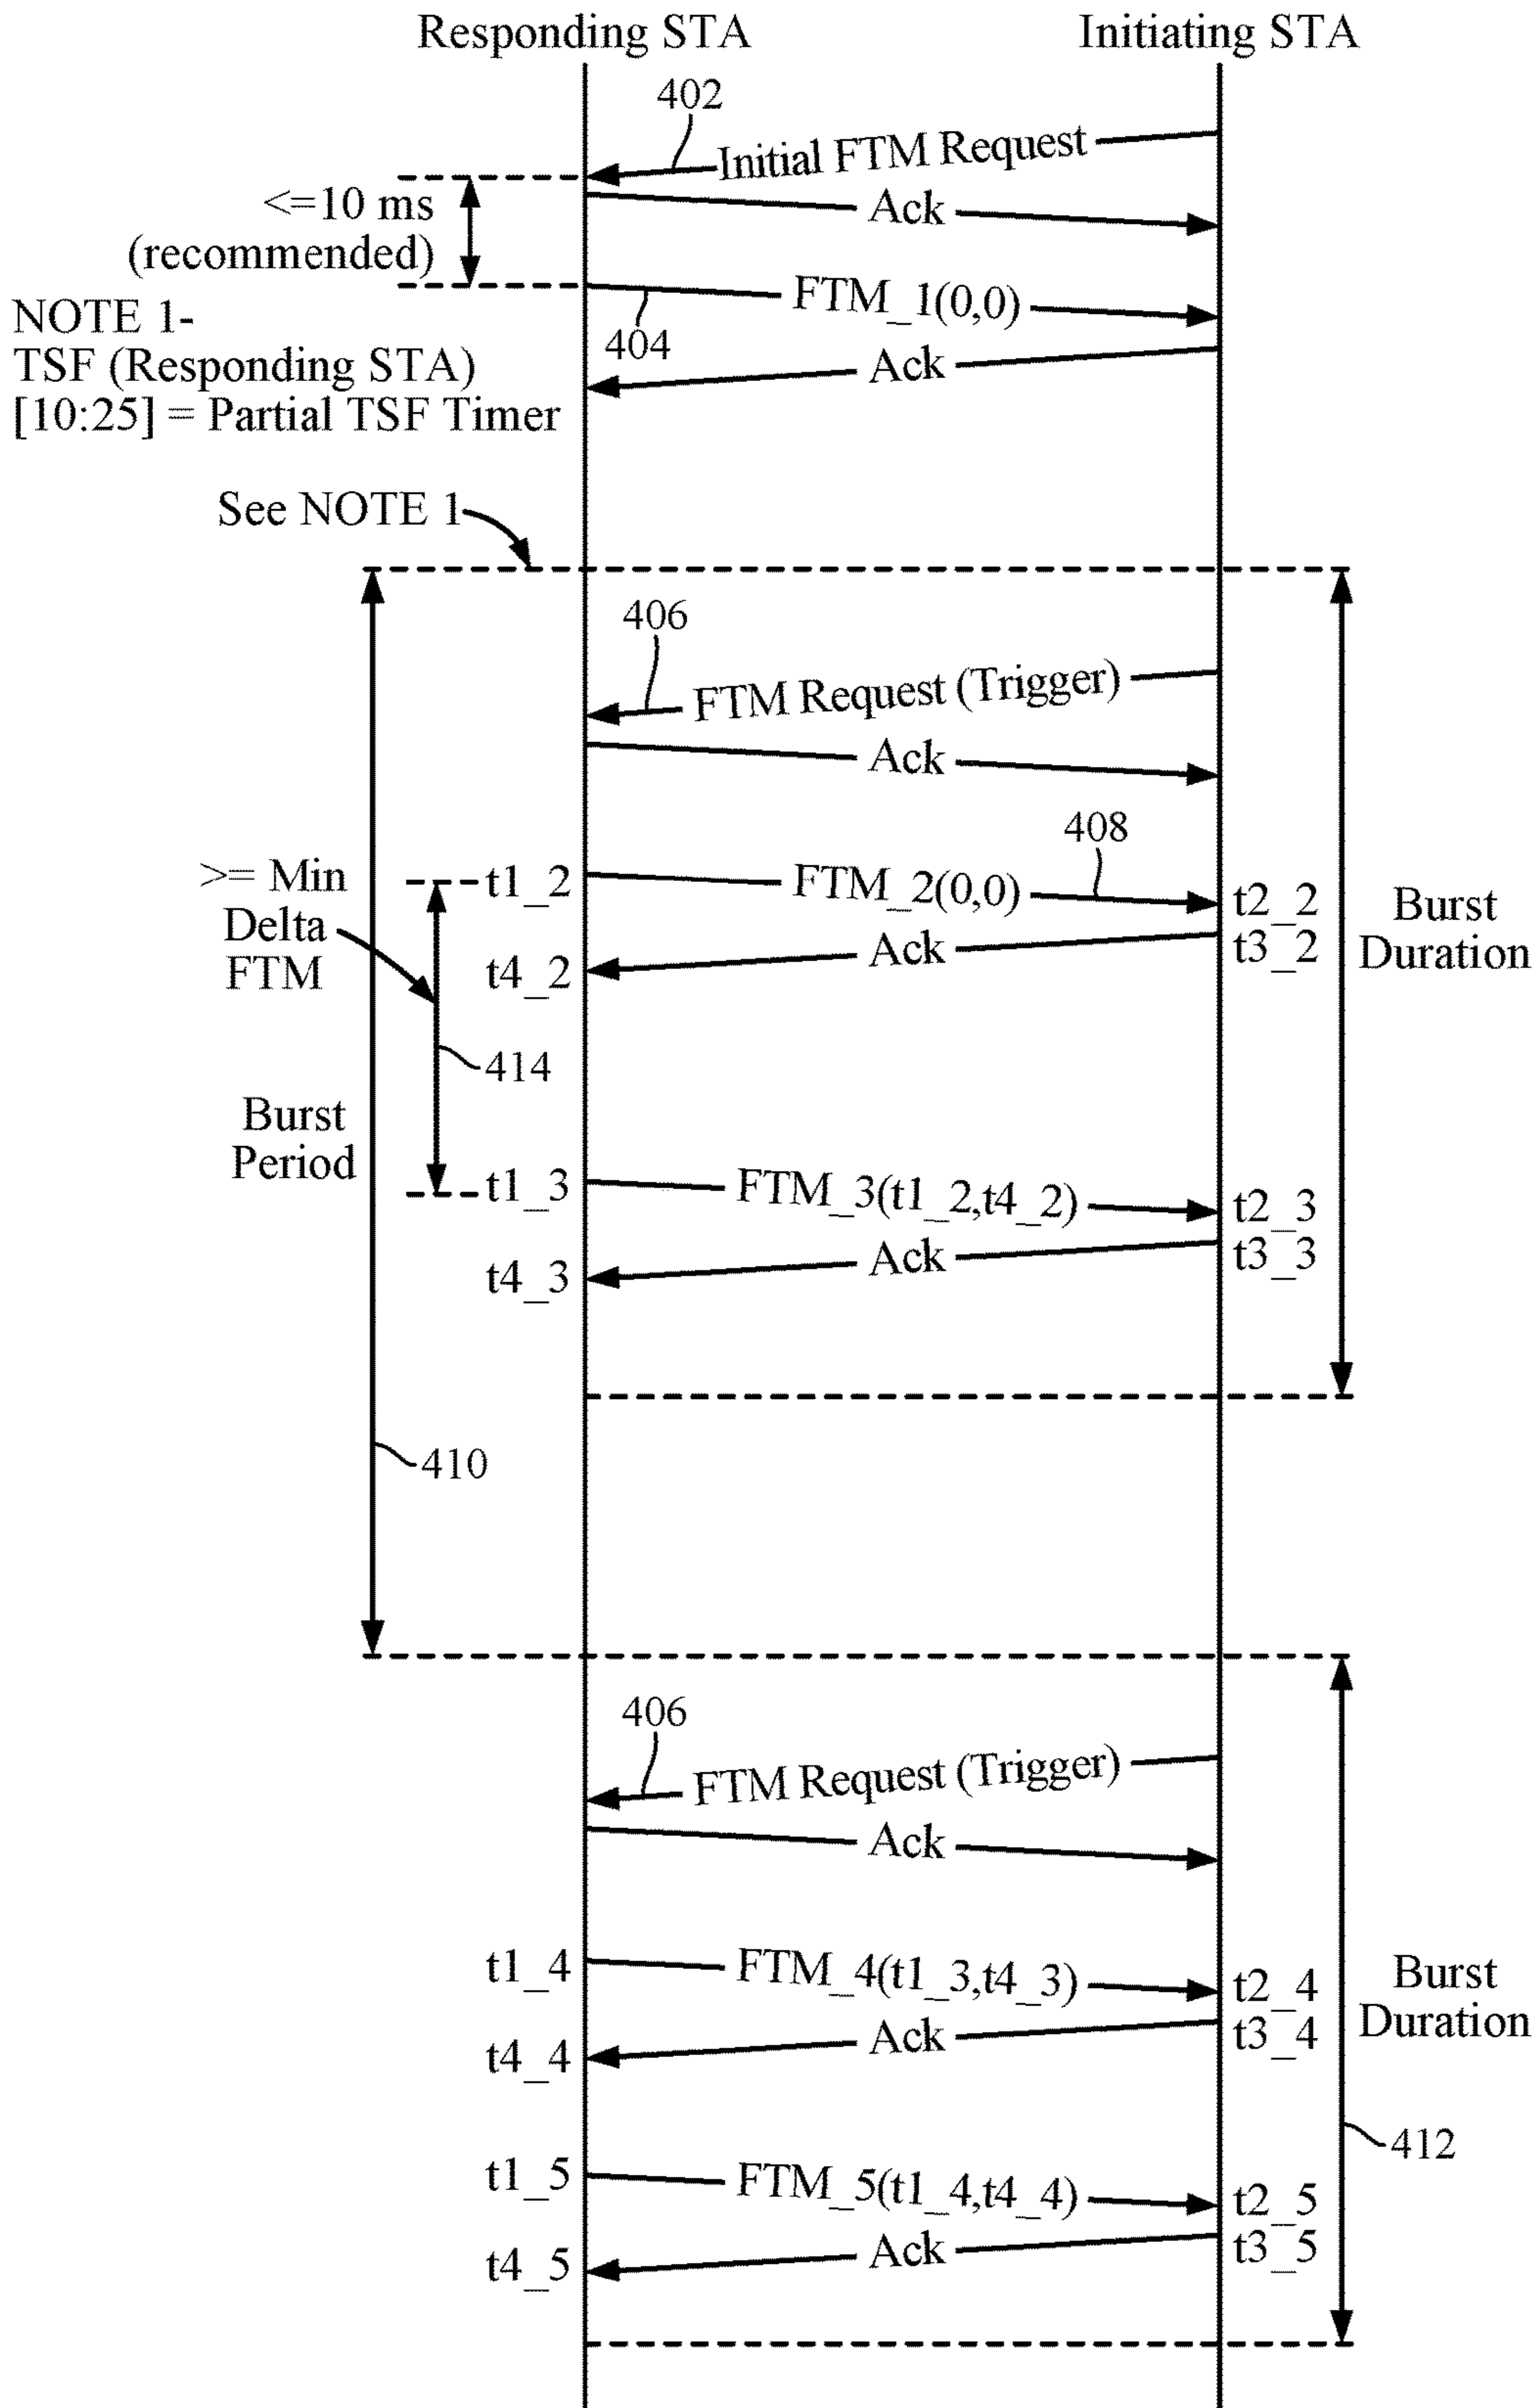 Responding STA
Initiating STA
402
Initial FTM Request
<=10 ms
(recommended)
Ack
FTM_1(0,0)
404
NOTE 1-
TSF (Responding STA)
[10:25] = Partial TSF Timer
Ack
See NOTE 1
406
FTM Request (Trigger)
Ack
408
>= Min
Delta
FTM
t1_2
FTM_2(0,0)
t2_2
Burst
Duration
t4_2
Ack
t3_2
414
Burst
Period
t1_3
FTM_3(t1_2,t4_2)
t2_3
Ack
t3_3
t4_3
410
406
FTM Request (Trigger)
Ack
t1_4
FTM_4(t1_3,t4_3)
t2_4
Burst
Duration
Ack
t3_4
t4_4
412
t1_5
FTM_5(t1_4,t4_4)
t2_5
Ack
t3_5
t4_5